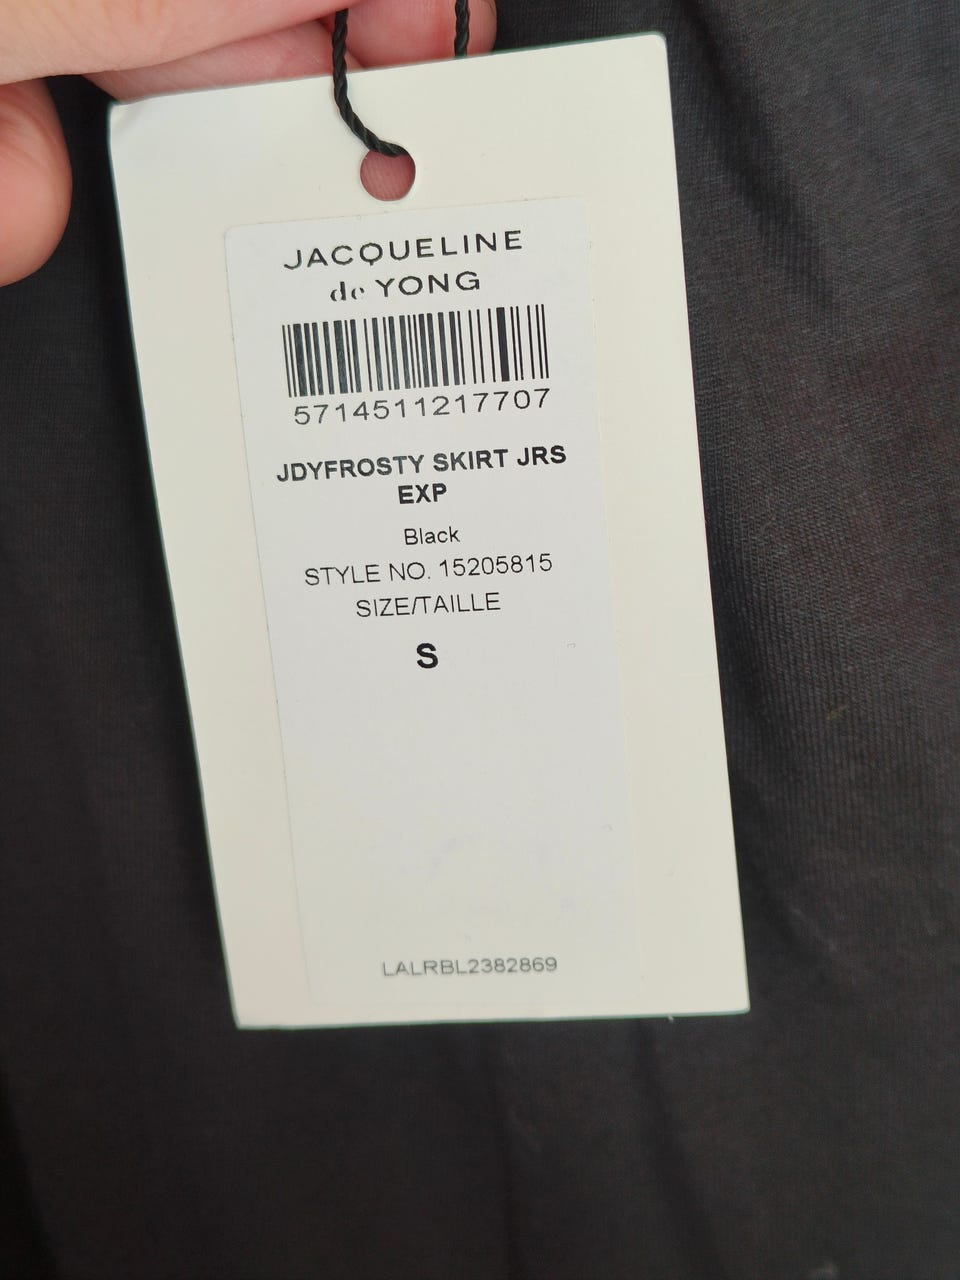 JACQUELINE
de YONG
5714511217707
JDYFROSTY SKIRT JRS
EXP
Black
STYLE NO. 15205815
SIZE/TAILLE
S
LALRBL2382869